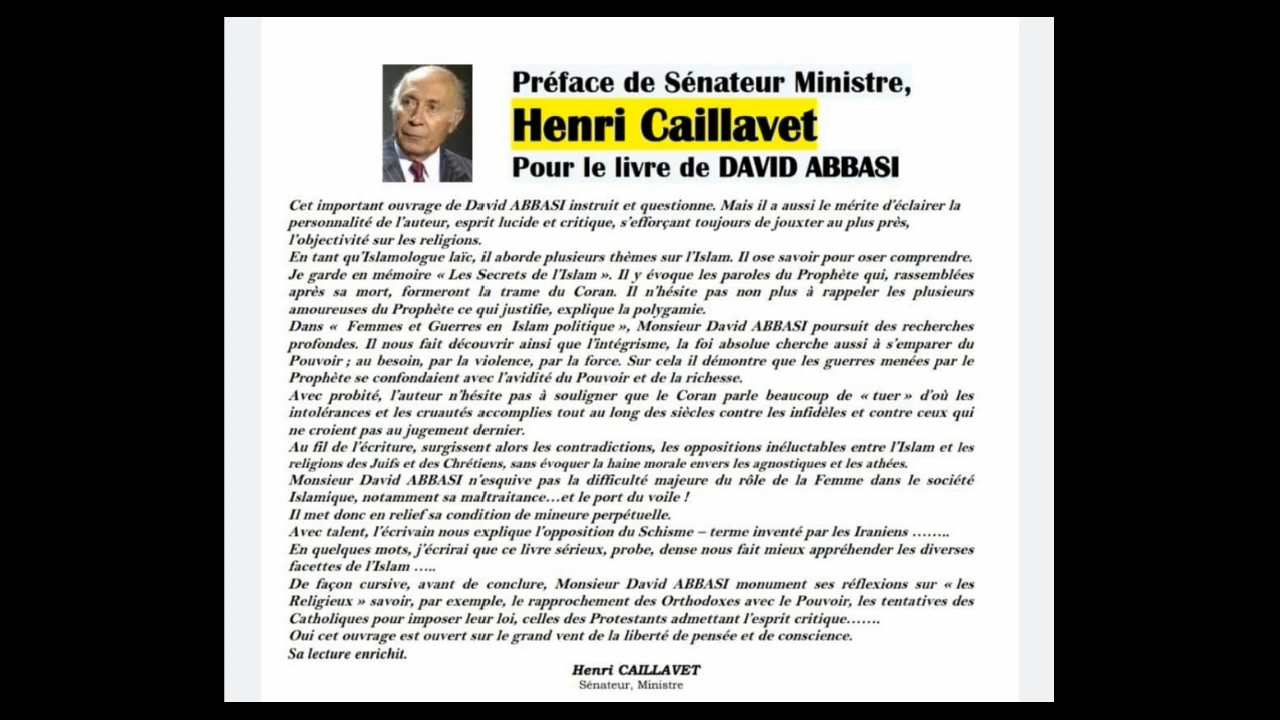 Préface de Sénateur Ministre,
Henri Caillavet
Pour le livre de DAVID ABBASI
Cet important ouvrage de David ABBASI instruit et questionne. Mais il a aussi le mérite d'éclairer la
personnalité de l'auteur, esprit lucide et critique, s'efforçant toujours de jouxter au plus près,
l'objectivité sur les religions.
En tant qu'Islamologue laïc, il aborde plusieurs thèmes sur l'Islam. Il ose savoir pour oser comprendre.
Je garde en mémoire « Les Secrets de l'Islam ». Il y évoque les paroles du Prophète qui, rassemblées
après sa mort, formeront la trame du Coran. Il n'hésite pas non plus à rappeler les plusieurs
amoureuses du Prophète ce qui justifie, explique la polygamie.
Dans « Femmes et Guerres en Islam politique », Monsieur David ABBASI poursuit des recherches
profondes. Il nous fait découvrir ainsi que l'intégrisme, la foi absolue cherche aussi à s'emparer du
Pouvoir ; au besoin, par la violence, par la force. Sur cela il démontre que les guerres menées par le
Prophète se confondaient avec l'avidité du Pouvoir et de la richesse.
Avec probité, l'auteur n'hésite pas à souligner que le Coran parle beaucoup de « tuer » d'où les
intolérances et les cruautés accomplies tout au long des siècles contre les infidèles et contre ceux qui
ne croient pas au jugement dernier.
Au fil de l'écriture, surgissent alors les contradictions, les oppositions inéluctables entre l'Islam et les
religions des Juifs et des Chrétiens, sans évoquer la haine morale envers les agnostiques et les athées.
Monsieur David ABBASI n'esquive pas la difficulté majeure du rôle de la Femme dans le société
Islamique, notamment sa maltraitance…et le port du voile !
Il met donc en relief sa condition de mineure perpétuelle.
Avec talent, l'écrivain nous explique l'opposition du Schisme – terme inventé par les Iraniens ……..
En quelques mots, j'écrirai que ce livre sérieux, probe, dense nous fait mieux appréhender les diverses
facettes de l'Islam …..
De façon cursive, avant de conclure, Monsieur David ABBASI monument ses réflexions sur « les
Religieux » savoir, par exemple, le rapprochement des Orthodoxes avec le Pouvoir, les tentatives des
Catholiques pour imposer leur loi, celles des Protestants admettant l'esprit critique…….
Oui cet ouvrage est ouvert sur le grand vent de la liberté de pensée et de conscience.
Sa lecture enrichit.
Henri CAILLAVET
Sénateur, Ministre